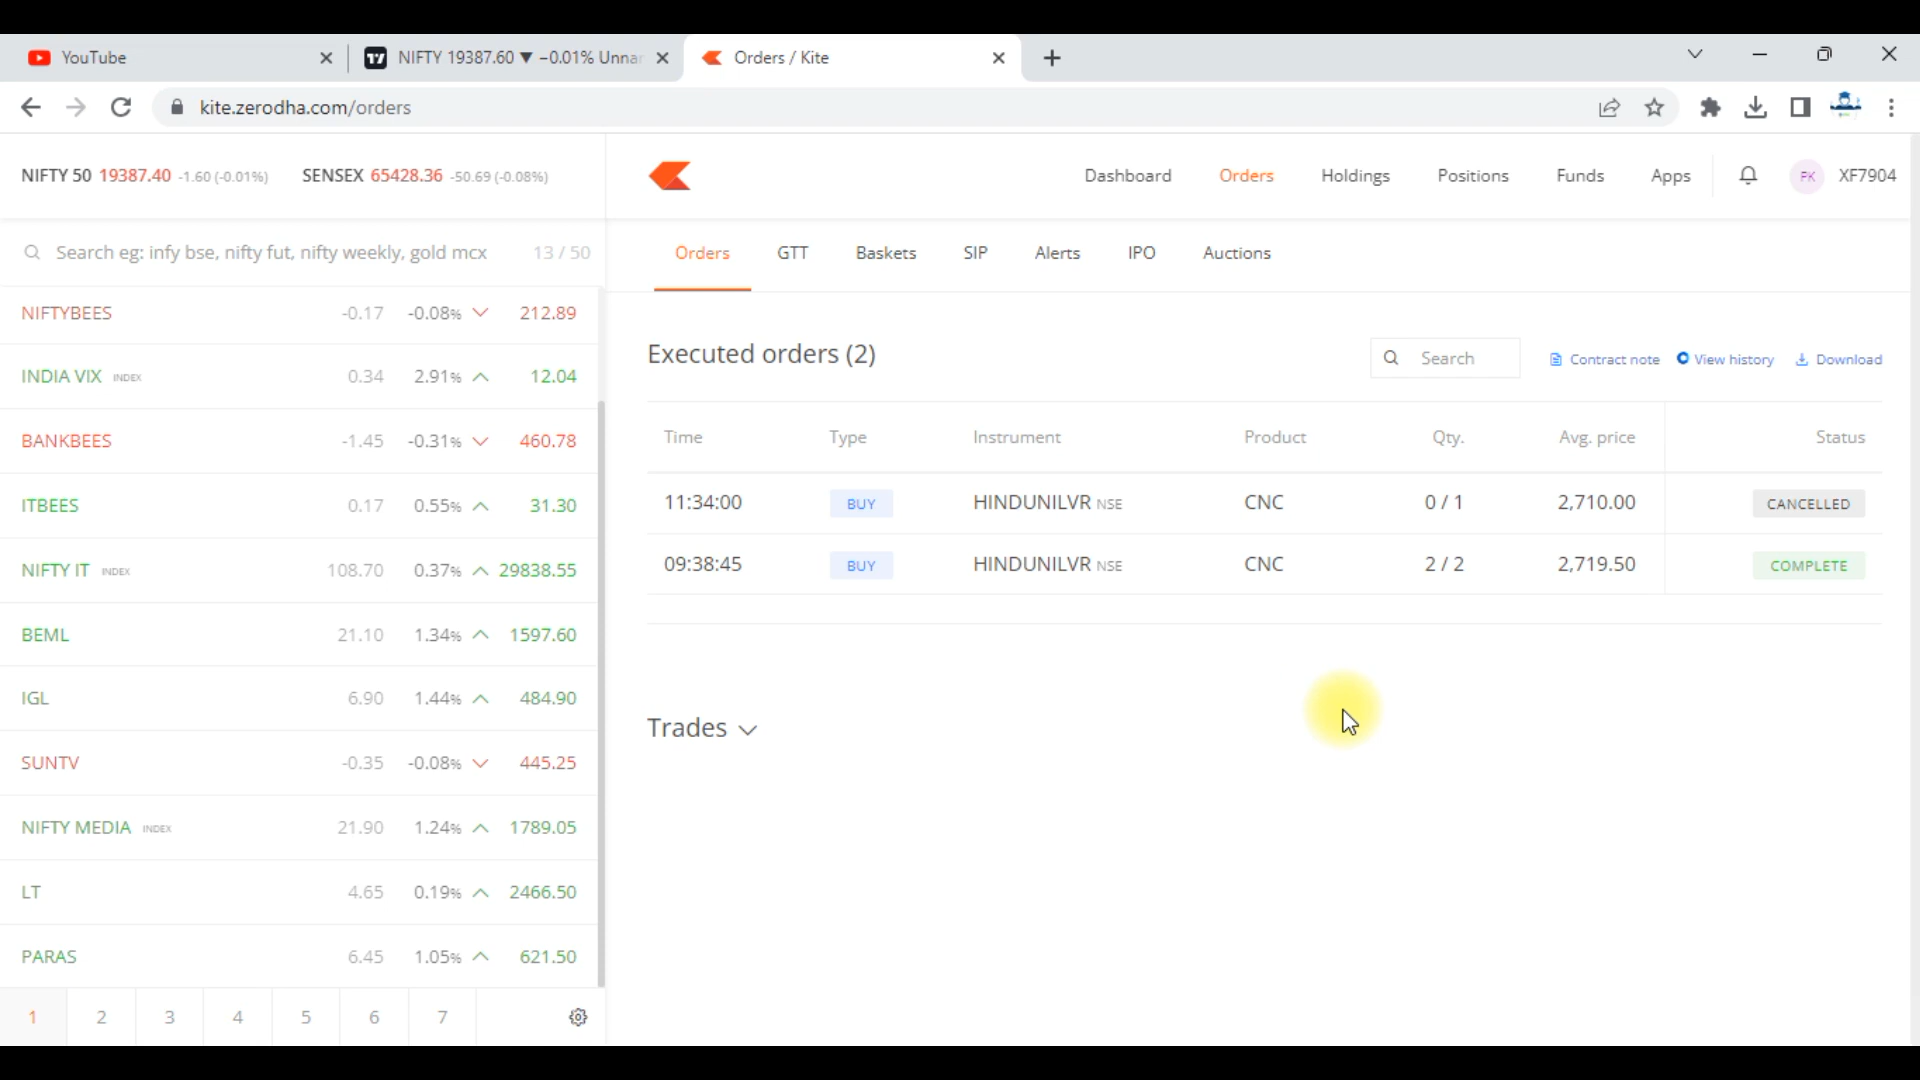 YouTube
NIFTY 19387.60 ▼ −0.01% Unnar
Orders / Kite
kite.zerodha.com/orders
NIFTY 50 19387.40 -1.60 (-0.01%) SENSEX 65428.36 -50.69 (-0.08%)
Dashboard Orders Holdings Positions Funds Apps PK XF7904
Search eg: infy bse, nifty fut, nifty weekly, gold mcx 13 / 50
Orders GTT Baskets SIP Alerts IPO Auctions
NIFTYBEES -0.17 -0.08% 212.89
INDIA VIX INDEX 0.34 2.91% 12.04
BANKBEES -1.45 -0.31% 460.78
ITBEES 0.17 0.55% 31.30
NIFTY IT INDEX 108.70 0.37% 29838.55
BEML 21.10 1.34% 1597.60
IGL 6.90 1.44% 484.90
SUNTV -0.35 -0.08% 445.25
NIFTY MEDIA INDEX 21.90 1.24% 1789.05
LT 4.65 0.19% 2466.50
PARAS 6.45 1.05% 621.50
1 2 3 4 5 6 7
Executed orders (2)
Search Contract note View history Download
Time Type Instrument Product Qty. Avg. price Status
11:34:00 BUY HINDUNILVR NSE CNC 0 / 1 2,710.00 CANCELLED
09:38:45 BUY HINDUNILVR NSE CNC 2 / 2 2,719.50 COMPLETE
Trades